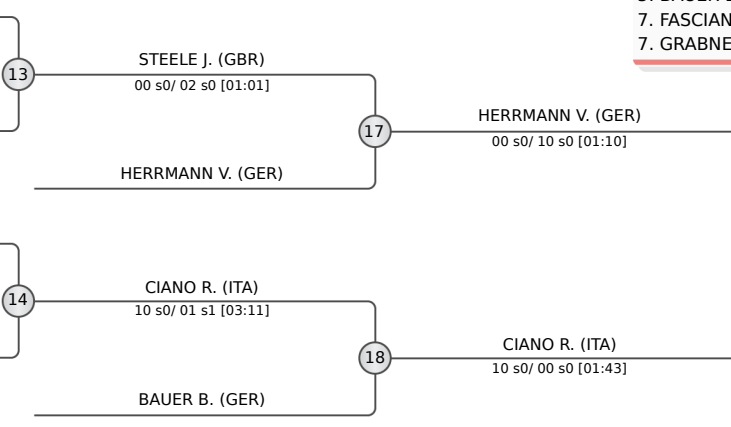 7. FASCIAN
7. GRABNE
13
STEELE J. (GBR)
00 s0/ 02 s0 [01:01]
17
HERRMANN V. (GER)
00 s0/ 10 s0 [01:10]
HERRMANN V. (GER)
14
CIANO R. (ITA)
10 s0/ 01 s1 [03:11]
18
CIANO R. (ITA)
10 s0/ 00 s0 [01:43]
BAUER B. (GER)